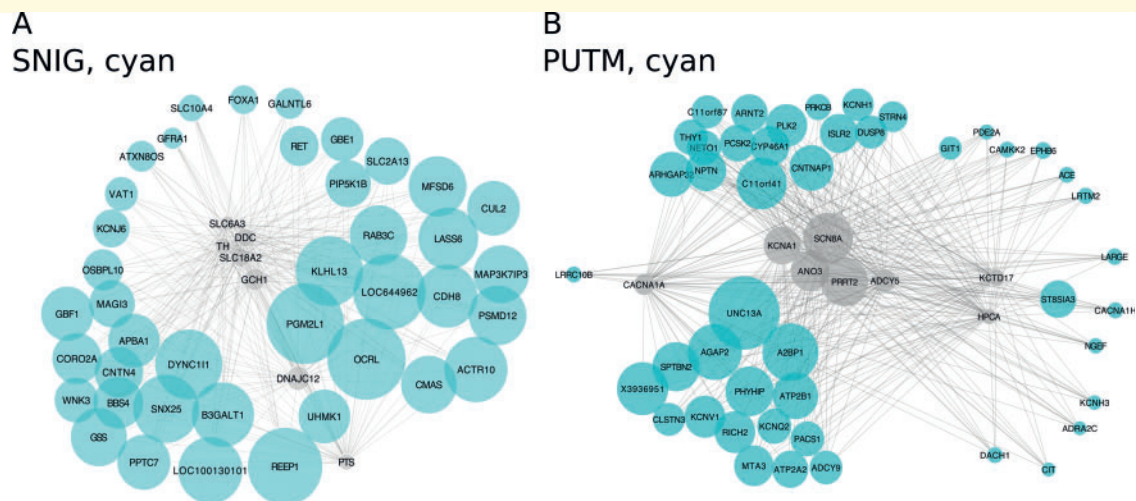 A
SNIG, cyan
SLC10A4
FOXA1
GALNTL6
GFRA1
ATXN8OS
RET
GBE1
SLC2A13
PIP5K1B
MFSD6
VAT1
CUL2
KCNJ6
SLC6A3
DDC
TH
SLC18A2
RAB3C
LASS6
OSBPL10
GCH1
KLHL13
MAP3K7IP3
LOC644962
CDH8
MAGI3
GBF1
PSMD12
PGM2L1
APBA1
CORO2A
DYNC1I1
OCRL
CNTN4
DNAJC12
CMAS
ACTR10
WNK3
BBS4
SNX25
B3GALT1
UHMK1
GSS
PPTC7
LOC100130101
REEP1
PTS
B
PUTM, cyan
C11orf87
ARNT2
PRKCB
KCNH1
STRN4
PLK2
THY1
PCSK2
CYP46A1
ISLR2
DUSP8
NETO1
PDE2A
GIT1
CAMKK2
EPHB6
ARHGAP32
NPTN
C11orf41
CNTNAP1
ACE
LRTM2
KCNA1
SCN8A
LARGE
LRRC10B
CACNA1A
ANO3
PRRT2
ADCY5
KCTD17
ST8SIA3
CACNA1H
UNC13A
HPCA
NGEF
AGAP2
A2BP1
SPTBN2
X3936951
PHYHIP
ATP2B1
KCNH3
CLSTN3
KCNV1
RICH2
KCNQ2
PACS1
ADRA2C
MTA3
ATP2A2
ADCY9
DACH1
CIT